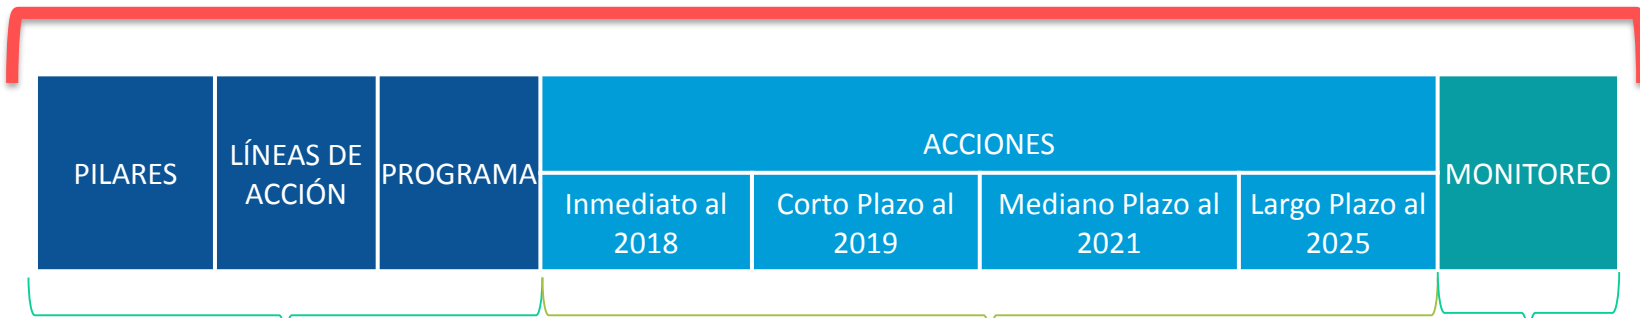 PILARES
LÍNEAS DE
ACCIÓN
PROGRAMA
ACCIONES
Inmediato al
2018
Corto Plazo al
2019
Mediano Plazo al
2021
Largo Plazo al
2025
MONITOREO